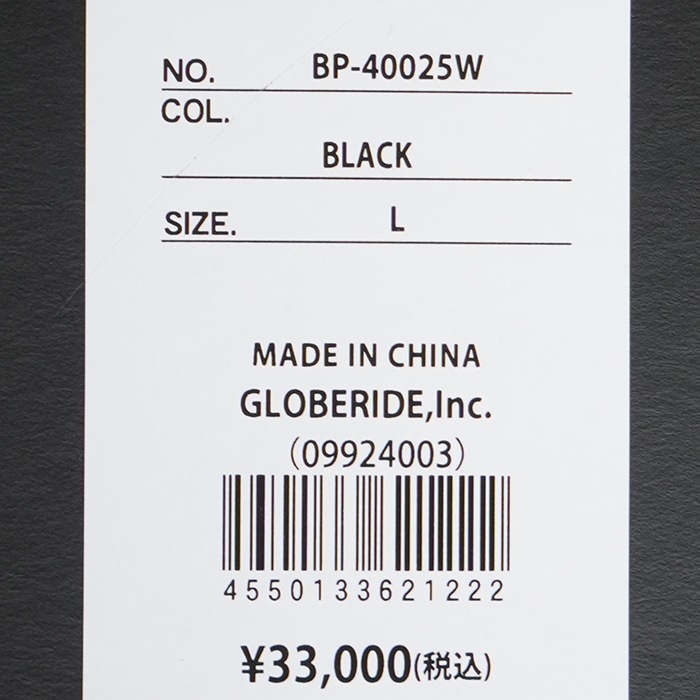 NO. BP-40025W
COL.
BLACK
SIZE. L
MADE IN CHINA
GLOBERIDE,Inc.
(09924003)
4550133621222
¥33,000(税込)